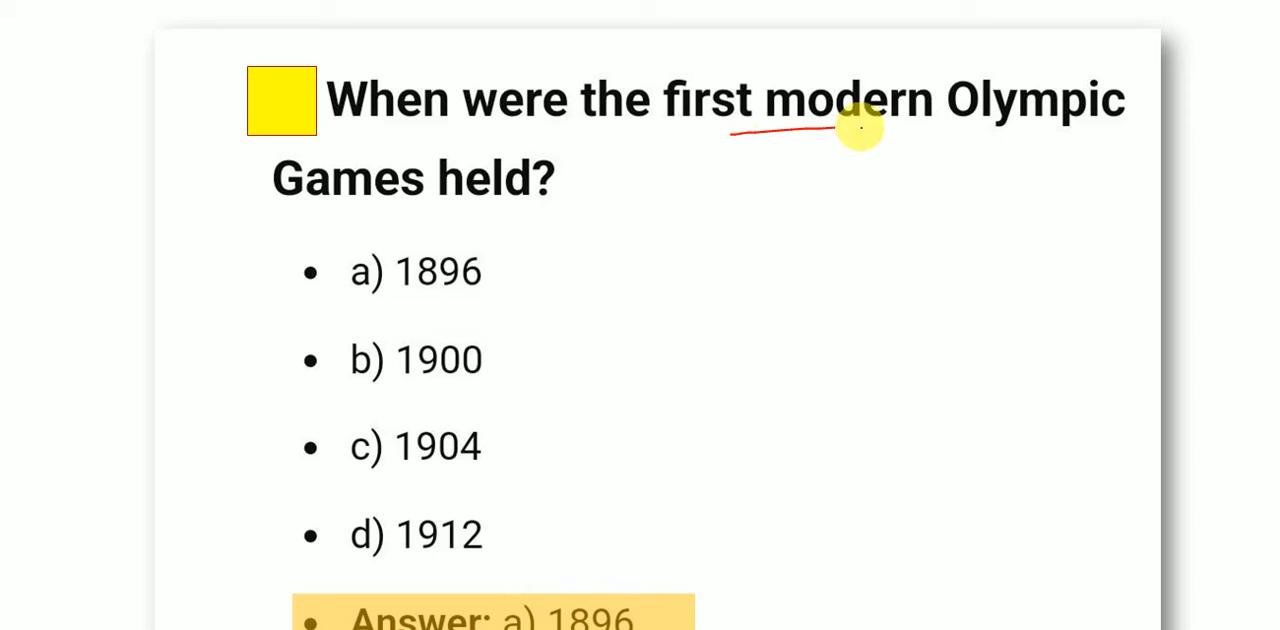 When were the first modern Olympic
Games held?
• a) 1896
• b) 1900
• c) 1904
• d) 1912
• Answer: a) 1896